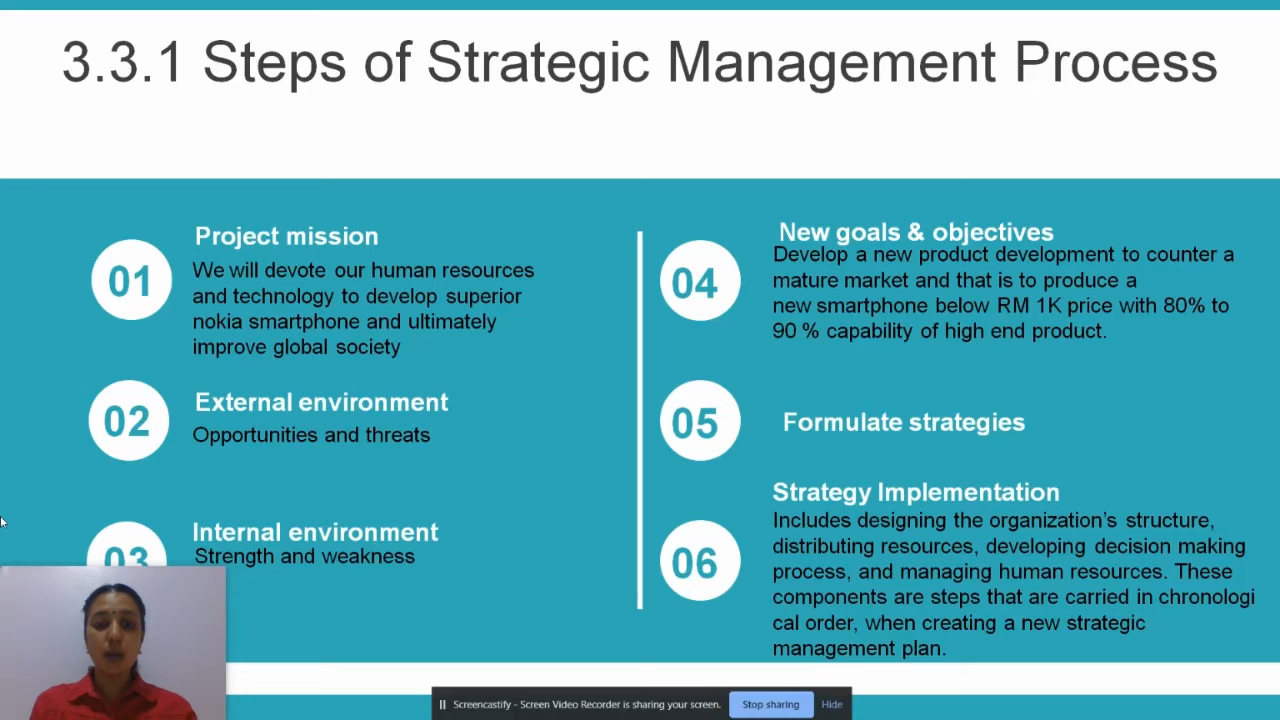 3.3.1 Steps of Strategic Management Process
01
Project mission
We will devote our human resources
and technology to develop superior
nokia smartphone and ultimately
improve global society
02
External environment
Opportunities and threats
03
Internal environment
Strength and weakness
04
New goals & objectives
Develop a new product development to counter a
mature market and that is to produce a
new smartphone below RM 1K price with 80% to
90 % capability of high end product.
05
Formulate strategies
06
Strategy Implementation
Includes designing the organization's structure,
distributing resources, developing decision making
process, and managing human resources. These
components are steps that are carried in chronologi
cal order, when creating a new strategic
management plan.
Screencastify - Screen Video Recorder is sharing your screen.
Stop sharing
Hide